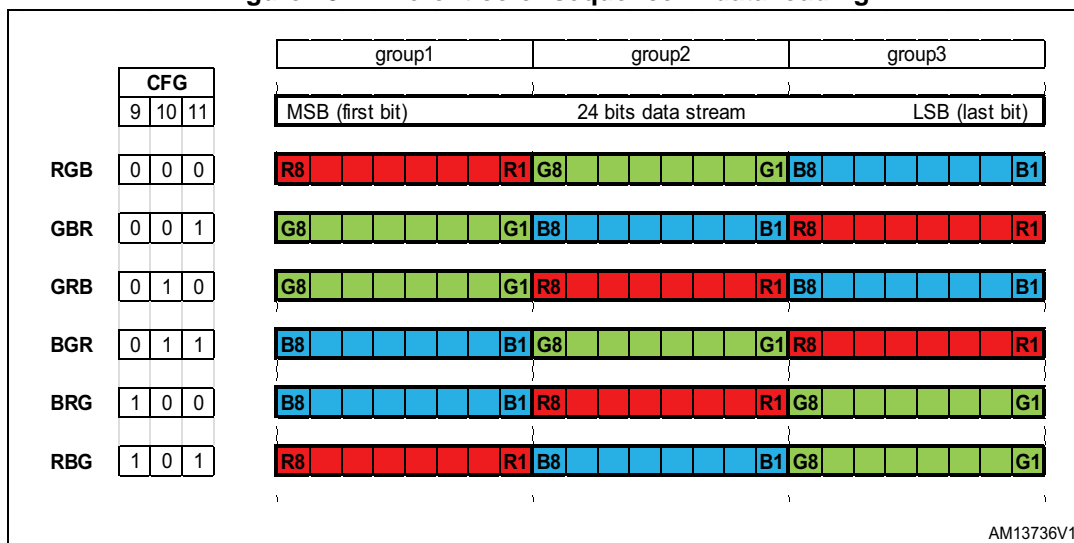 group1 group2 group3
CFG
9 10 11 MSB (first bit) 24 bits data stream LSB (last bit)
RGB 0 0 0 R8 R1 G8 G1 B8 B1
GBR 0 0 1 G8 G1 B8 B1 R8 R1
GRB 0 1 0 G8 G1 R8 R1 B8 B1
BGR 0 1 1 B8 B1 G8 G1 R8 R1
BRG 1 0 0 B8 B1 R8 R1 G8 G1
RBG 1 0 1 R8 R1 B8 B1 G8 G1
AM13736V1